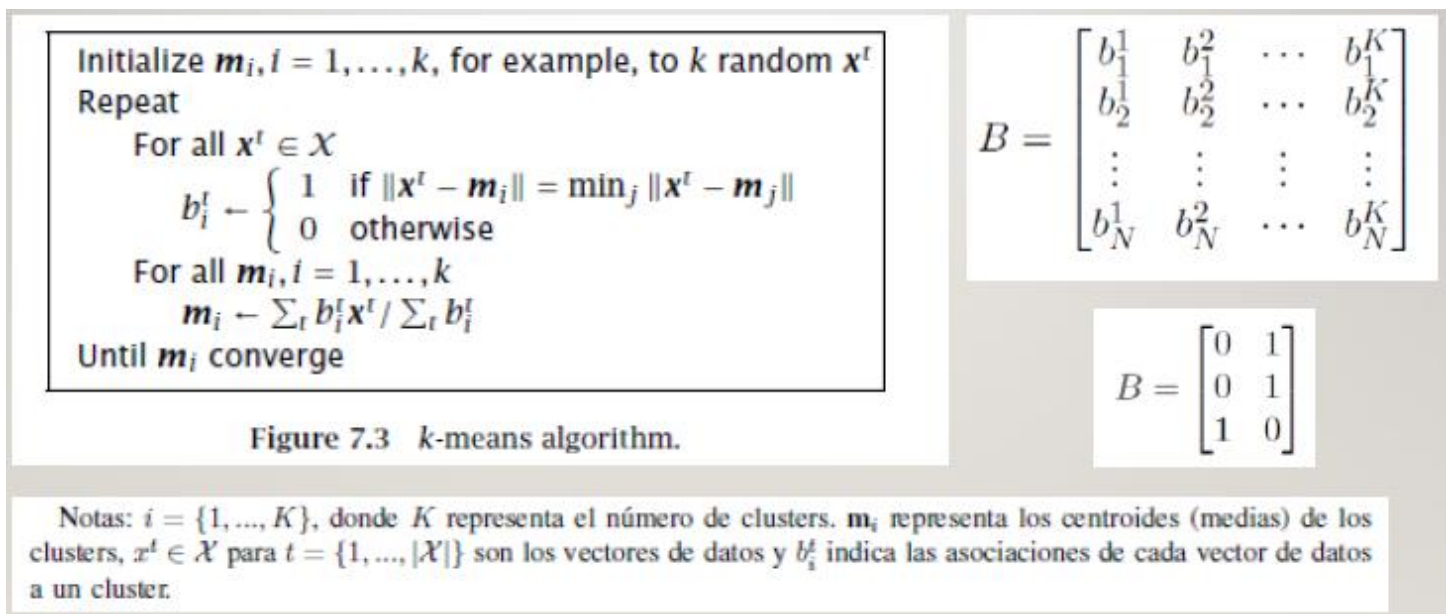 Initialize m_i, i = 1,...,k, for example, to k random x^t
Repeat
For all x^t ∈ X
b_i^t ← { 1 if ‖x^t − m_i‖ = min_j ‖x^t − m_j‖
0 otherwise
For all m_i, i = 1,...,k
m_i ← ∑_t b_i^t x^t / ∑_t b_i^t
Until m_i converge
Figure 7.3 k-means algorithm.
B = [b_1^1 b_1^2 ⋯ b_1^K
b_2^1 b_2^2 ⋯ b_2^K
⋮ ⋮ ⋮ ⋮
b_N^1 b_N^2 ⋯ b_N^K]
B = [0 1
0 1
1 0]
Notas: i = {1, ..., K}, donde K representa el número de clusters. m_i representa los centroides (medias) de los
clusters, x^t ∈ X para t = {1, ..., |X|} son los vectores de datos y b_i^t indica las asociaciones de cada vector de datos
a un cluster.